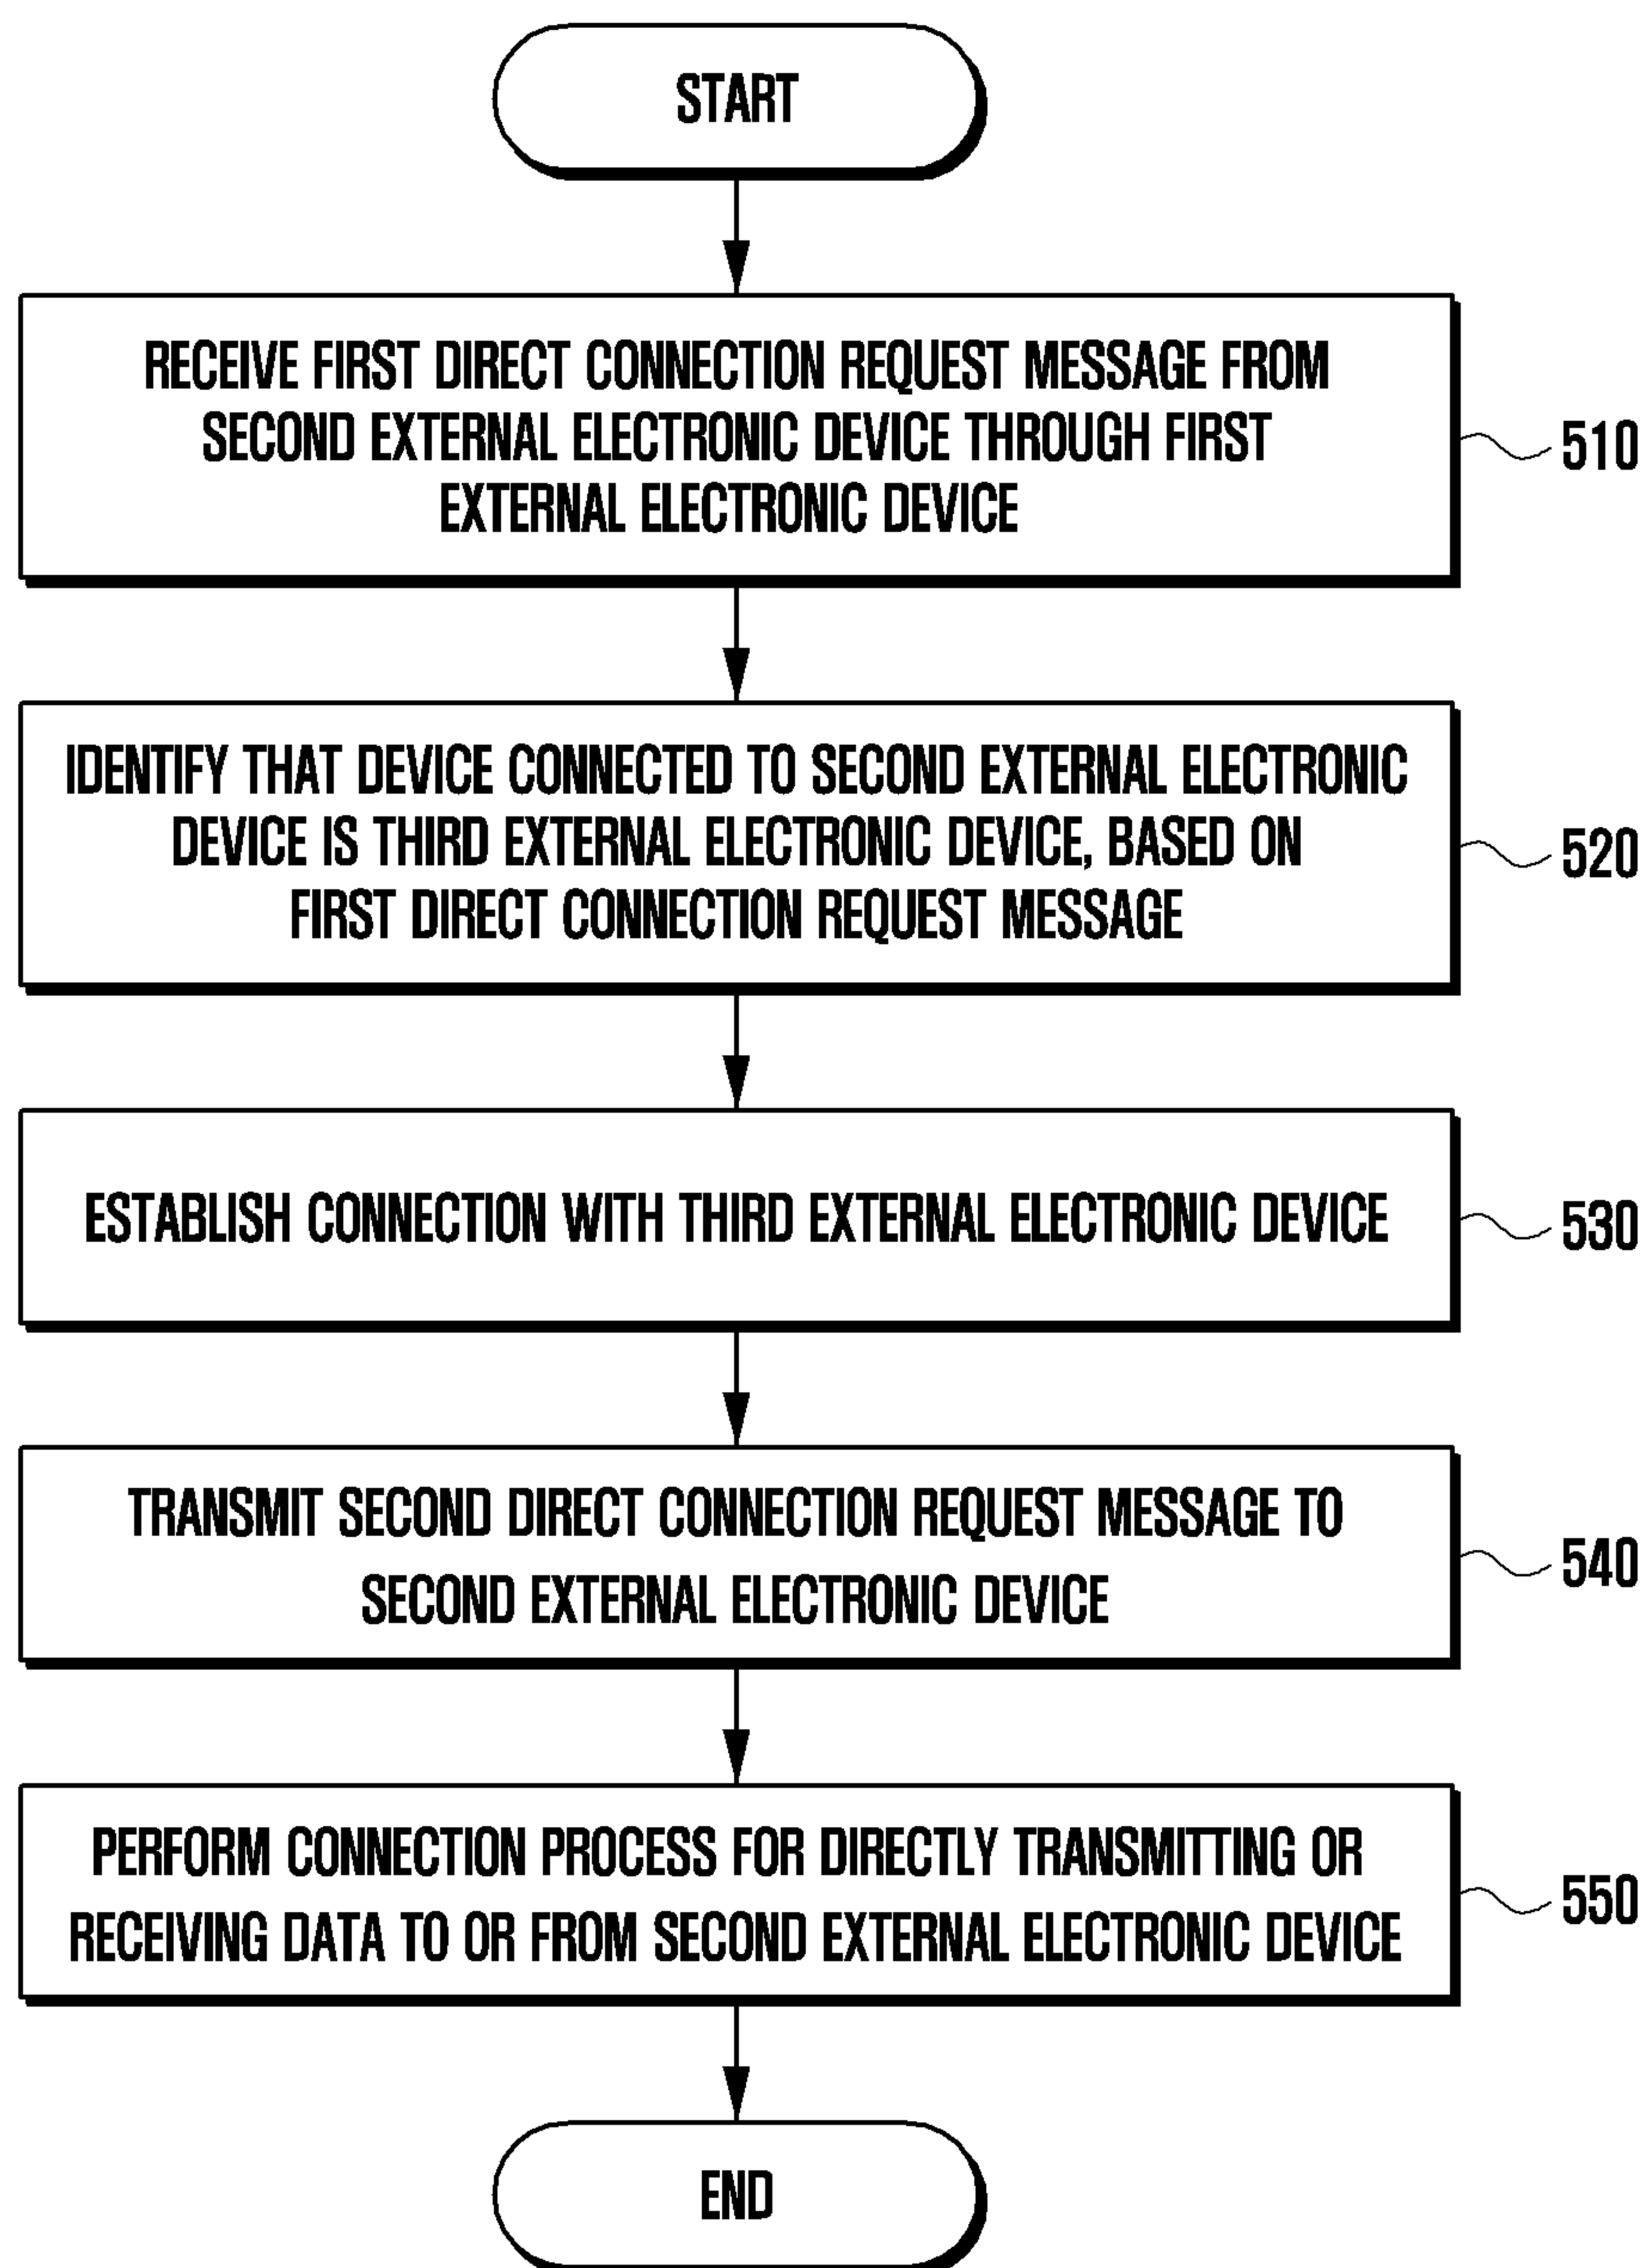 START
RECEIVE FIRST DIRECT CONNECTION REQUEST MESSAGE FROM
SECOND EXTERNAL ELECTRONIC DEVICE THROUGH FIRST
EXTERNAL ELECTRONIC DEVICE
510
IDENTIFY THAT DEVICE CONNECTED TO SECOND EXTERNAL ELECTRONIC
DEVICE IS THIRD EXTERNAL ELECTRONIC DEVICE, BASED ON
FIRST DIRECT CONNECTION REQUEST MESSAGE
520
ESTABLISH CONNECTION WITH THIRD EXTERNAL ELECTRONIC DEVICE
530
TRANSMIT SECOND DIRECT CONNECTION REQUEST MESSAGE TO
SECOND EXTERNAL ELECTRONIC DEVICE
540
PERFORM CONNECTION PROCESS FOR DIRECTLY TRANSMITTING OR
RECEIVING DATA TO OR FROM SECOND EXTERNAL ELECTRONIC DEVICE
550
END